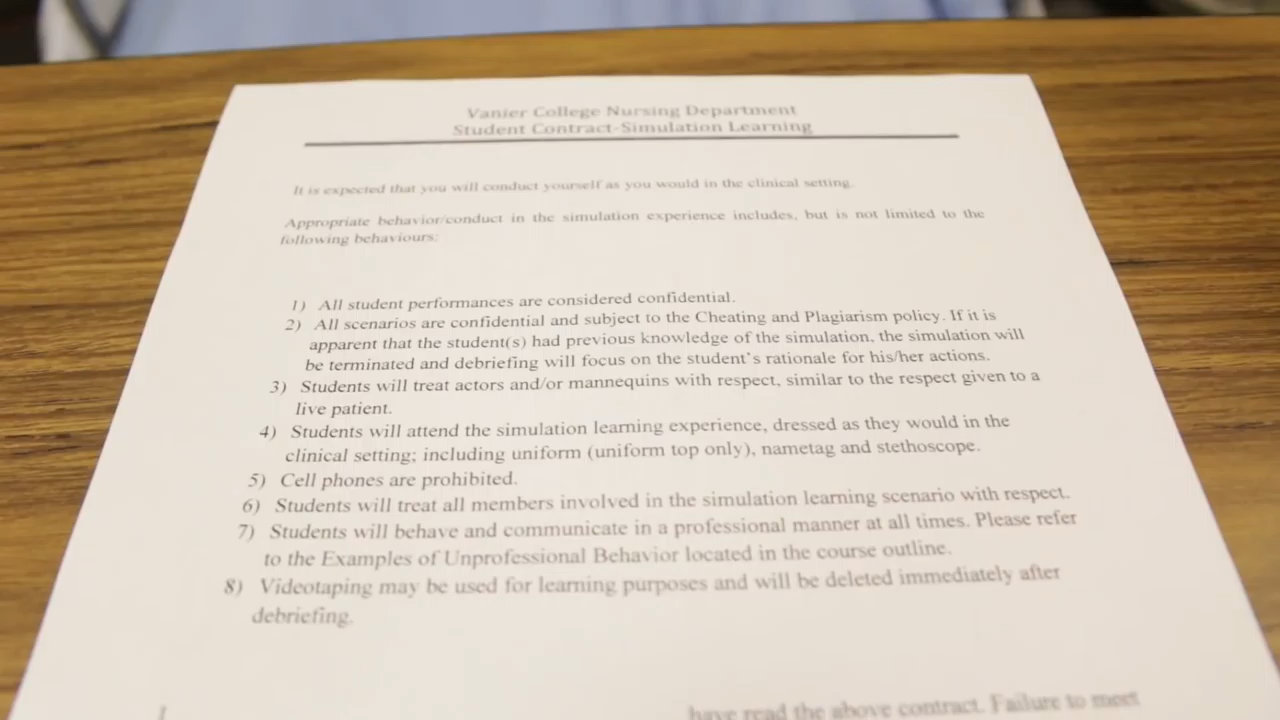 Vanier College Nursing Department
Student Contract-Simulation Learning
It is expected that you will conduct yourself as you would in the clinical setting.
Appropriate behavior/conduct in the simulation experience includes, but is not limited to the
following behaviours:
1) All student performances are considered confidential.
2) All scenarios are confidential and subject to the Cheating and Plagiarism policy. If it is
apparent that the student(s) had previous knowledge of the simulation, the simulation will
be terminated and debriefing will focus on the student's rationale for his/her actions.
3) Students will treat actors and/or mannequins with respect, similar to the respect given to a
live patient.
4) Students will attend the simulation learning experience, dressed as they would in the
clinical setting; including uniform (uniform top only), nametag and stethoscope.
5) Cell phones are prohibited.
6) Students will treat all members involved in the simulation learning scenario with respect.
7) Students will behave and communicate in a professional manner at all times. Please refer
to the Examples of Unprofessional Behavior located in the course outline.
8) Videotaping may be used for learning purposes and will be deleted immediately after
debriefing.
I have read the above contract. Failure to meet